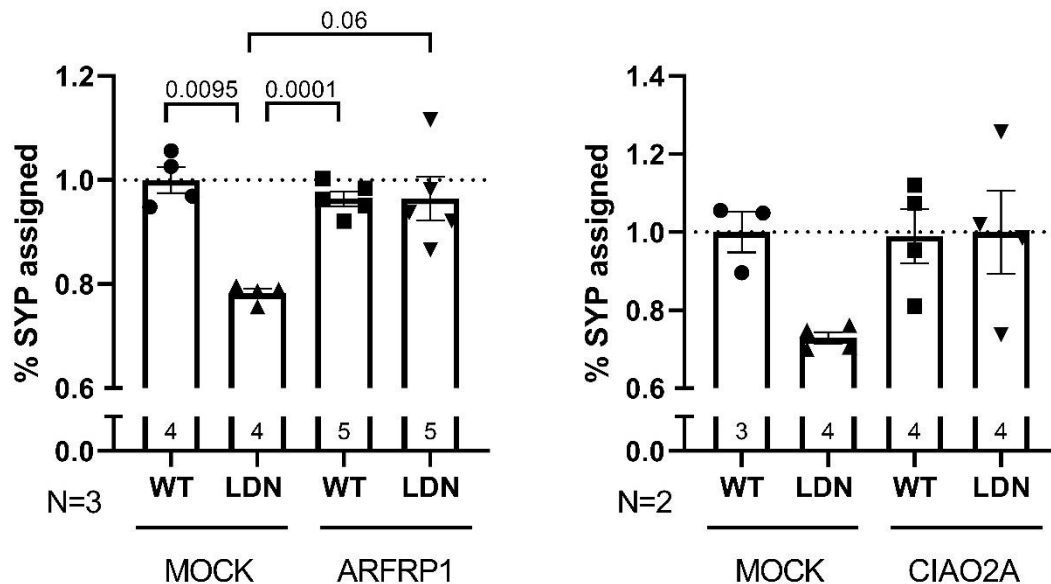 0.06
0.0095
0.0001
% SYP assigned
1.2
1.0
0.8
0.6
0.0
4
4
5
5
WT
LDN
WT
LDN
N=3
MOCK
ARFRP1
% SYP assigned
1.4
1.2
1.0
0.8
0.6
0.0
3
4
4
4
WT
LDN
WT
LDN
N=2
MOCK
CIAO2A